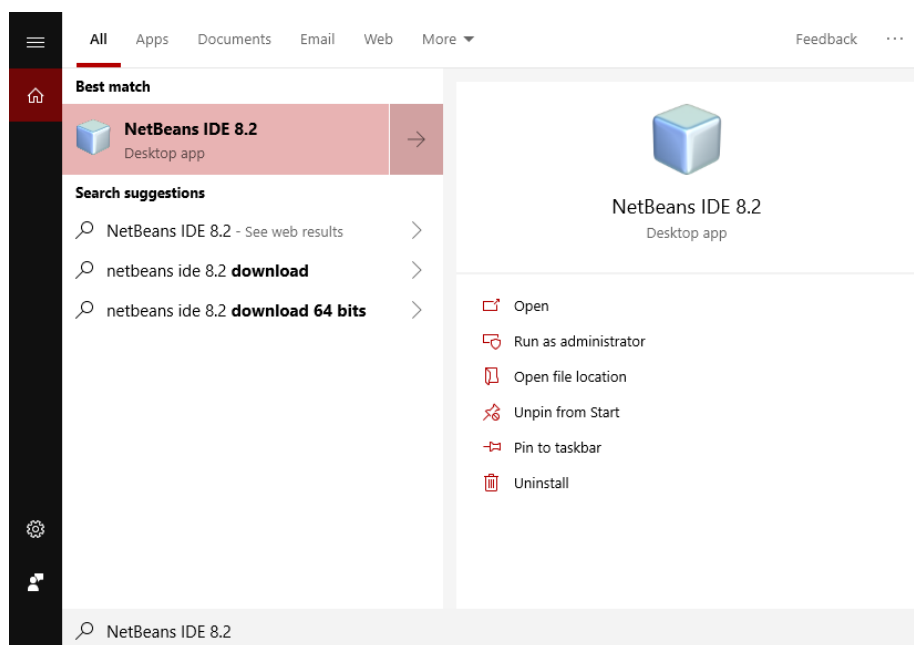 All Apps Documents Email Web More Feedback ...
Best match
NetBeans IDE 8.2
Desktop app
Search suggestions
NetBeans IDE 8.2 - See web results
netbeans ide 8.2 download
netbeans ide 8.2 download 64 bits
NetBeans IDE 8.2
Desktop app
Open
Run as administrator
Open file location
Unpin from Start
Pin to taskbar
Uninstall
NetBeans IDE 8.2